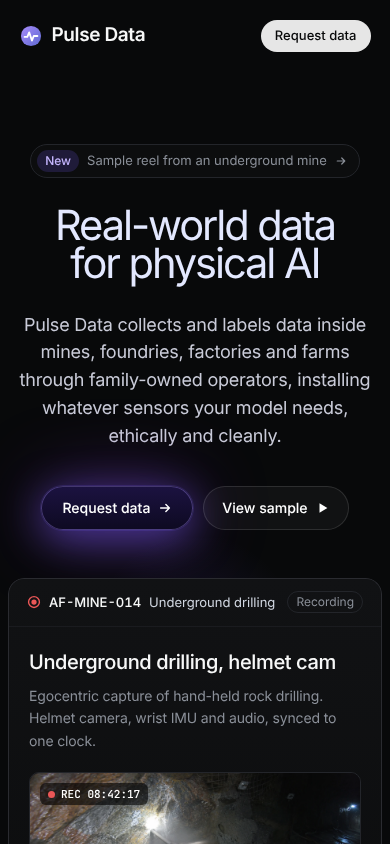 Pulse Data
Request data
New Sample reel from an underground mine →
Real-world data
for physical AI
Pulse Data collects and labels data inside
mines, foundries, factories and farms
through family-owned operators, installing
whatever sensors your model needs,
ethically and cleanly.
Request data →
View sample ▶
AF-MINE-014 Underground drilling Recording
Underground drilling, helmet cam
Egocentric capture of hand-held rock drilling.
Helmet camera, wrist IMU and audio, synced to
one clock.
REC 08:42:17